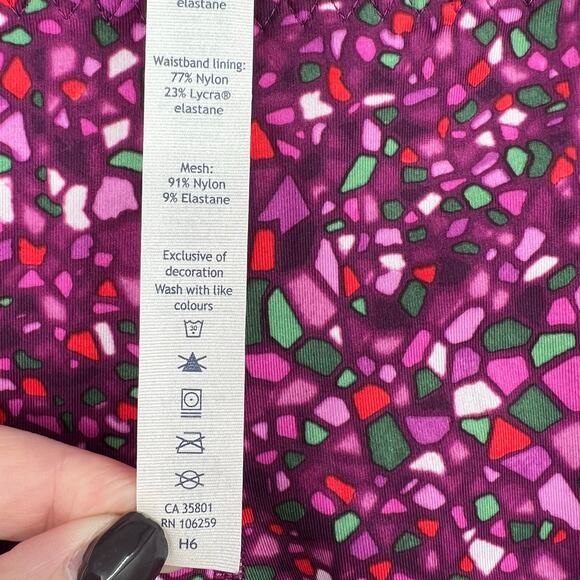 elastane
Waistband lining:
77% Nylon
23% Lycra®
elastane
Mesh:
91% Nylon
9% Elastane
Exclusive of
decoration
Wash with like
colours
30
CA 35801
RN 106259
H6